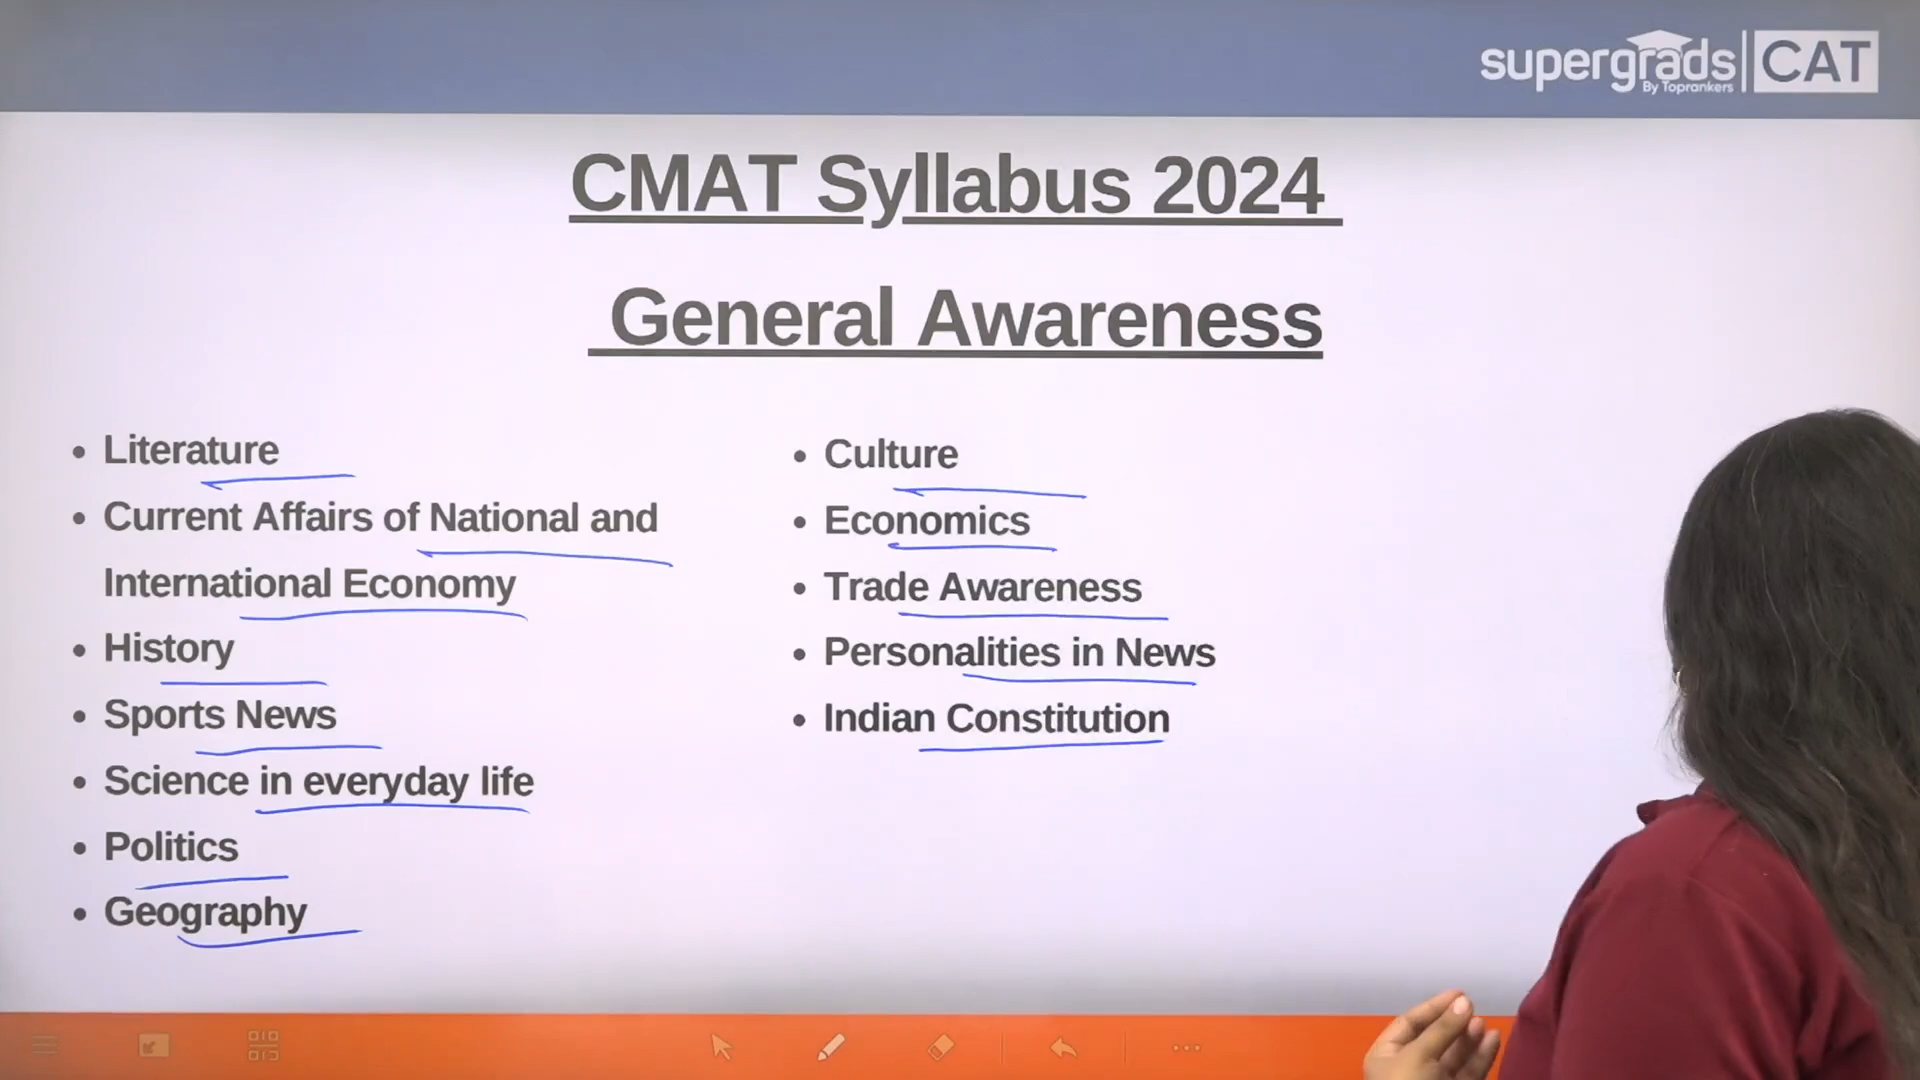 supergrads
By Toprankers
CAT
CMAT Syllabus 2024
General Awareness
• Literature
• Current Affairs of National and
International Economy
• History
• Sports News
• Science in everyday life
• Politics
• Geography
• Culture
• Economics
• Trade Awareness
• Personalities in News
• Indian Constitution